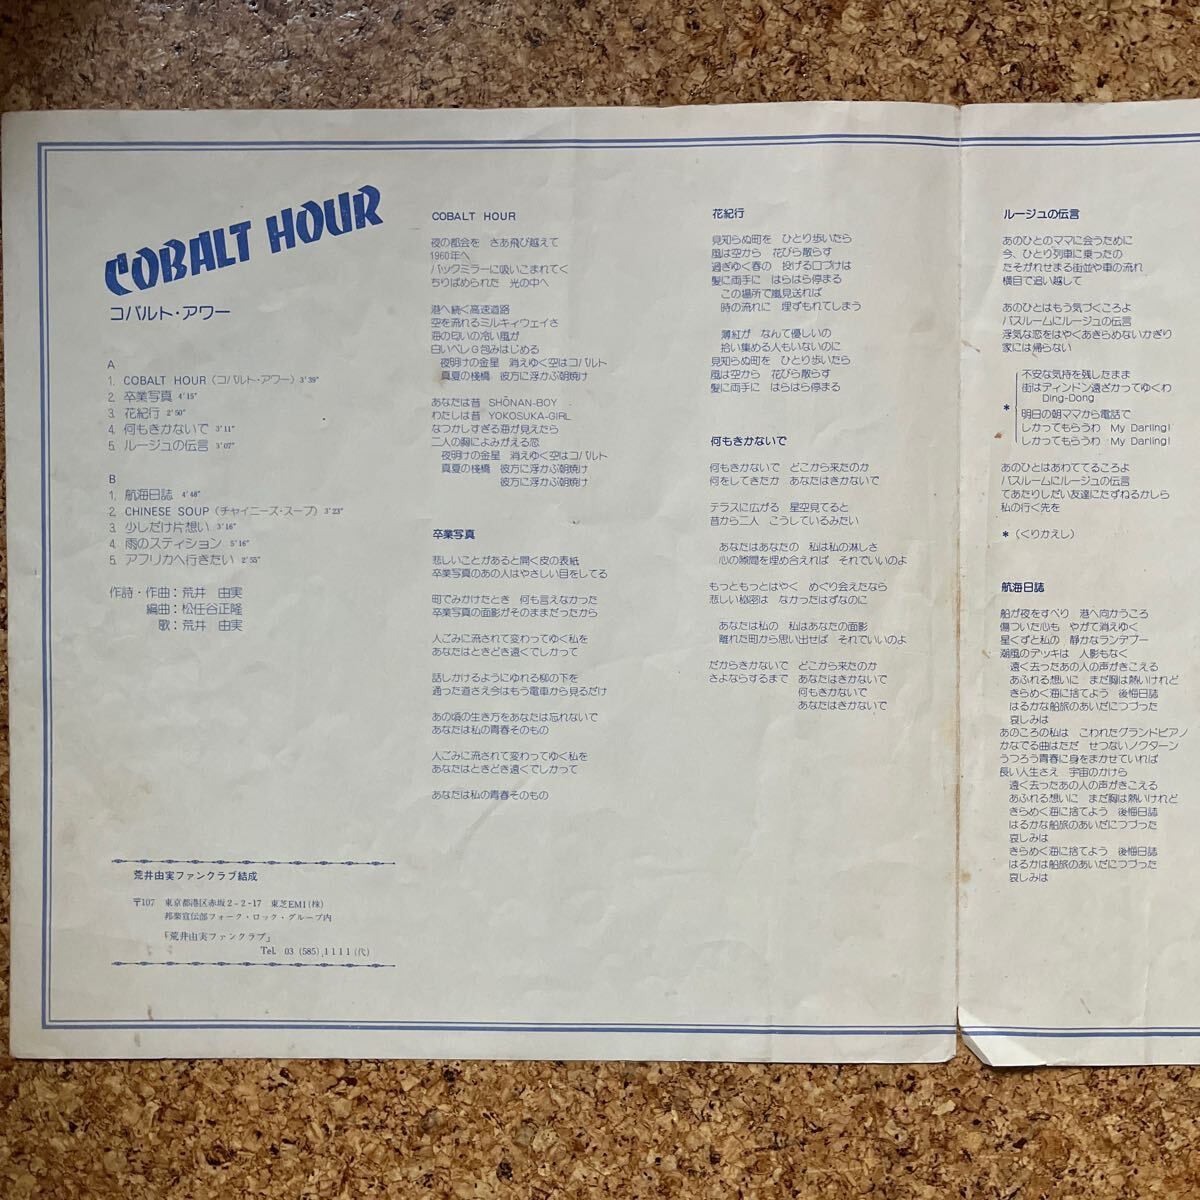 COBALT HOUR
コバルト・アワー
A
1. COBALT HOUR (コバルト・アワー) 3'39"
2. 卒業写真 4'15"
3. 花紀行 2'50"
4. 何もきかないで 3'11"
5. ルージュの伝言 3'07"
B
1. 航海日誌 4'48"
2. CHINESE SOUP (チャイニーズ・スープ) 3'23"
3. 少しだけ片想い 3'16"
4. 雨のスティション 5'16"
5. アフリカへ行きたい 2'55"
作詩・作曲:荒井 由実
編曲:松任谷正隆
歌:荒井 由実
荒井由実ファンクラブ結成
〒107 東京都港区赤坂2-2-17 東芝EMI(株)
邦楽宣伝部フォーク・ロック・グループ内
「荒井由実ファンクラブ」
Tel. 03 (585) 1111 (代)
COBALT HOUR
夜の都会を さあ飛び越えて
1960年へ
バックミラーに吸いこまれてく
ちりばめられた 光の中へ
港へ続く高速道路
空を流れるミルキィウェイさ
海の匂いの冷い風が
白いベレG包みはじめる
夜明けの金星 消えゆく空はコバルト
真夏の桟橋 彼方に浮かぶ朝焼け
あなたは昔 SHŌNAN-BOY
わたしは昔 YOKOSUKA-GIRL
なつかしすぎる海が見えたら
二人の胸によみがえる恋
夜明けの金星 消えゆく空はコバルト
真夏の桟橋 彼方に浮かぶ朝焼け
彼方に浮かぶ朝焼け
卒業写真
悲しいことがあると開く皮の表紙
卒業写真のあの人はやさしい目をしてる
町でみかけたとき 何も言えなかった
卒業写真の面影がそのままだったから
人ごみに流されて変わってゆく私を
あなたはときどき遠くでしかって
話しかけるようにゆれる柳の下を
通った道さえ今はもう電車から見るだけ
あの頃の生き方をあなたは忘れないで
あなたは私の青春そのもの
人ごみに流されて変わってゆく私を
あなたはときどき遠くでしかって
あなたは私の青春そのもの
花紀行
見知らぬ町を ひとり歩いたら
風は空から 花びら散らす
過ぎゆく春の 投げる口づけは
髪に両手に はらはら停まる
この場所で嵐見送れば
時の流れに 埋ずもれてしまう
薄紅が なんて優しいの
拾い集める人もいないのに
見知らぬ町を ひとり歩いたら
風は空から 花びら散らす
髪に両手に はらはら停まる
何もきかないで
何もきかないで どこから来たのか
何をしてきたか あなたはきかないで
テラスに広がる 星空見てると
昔から二人 こうしているみたい
あなたはあなたの 私は私の淋しさ
心の隙間を埋め合えれば それでいいのよ
もっともっとはやく めぐり会えたなら
悲しい秘密は なかったはずなのに
あなたは私の 私はあなたの面影
離れた町から思い出せば それでいいのよ
だからきかないで どこから来たのか
さよならするまで あなたはきかないで
何もきかないで
あなたはきかないで
ルージュの伝言
あのひとのママに会うために
今、ひとり列車に乗ったの
たそがれせまる街並や車の流れ
横目で追い越して
あのひとはもう気づくころよ
バスルームにルージュの伝言
浮気な恋をはやくあきらめないかぎり
家には帰らない
不安な気持を残したまま
街はディンドン遠ざかってゆくわ
Ding-Dong
* 明日の朝ママから電話で
しかってもらうわ My Darling!
しかってもらうわ My Darling!
あのひとはあわててるころよ
バスルームにルージュの伝言
てあたりしだい友達にたずねるかしら
私の行く先を
* (くりかえし)
航海日誌
船が夜をすべり 港へ向かうころ
傷ついた心も やがて消えゆく
星くずと私の 静かなランデブー
潮風のデッキは 人影もなく
遠く去ったあの人の声がきこえる
あふれる想いに まだ胸は熱いけれど
きらめく海に捨てよう 後悔日誌
はるかな船旅のあいだにつづった
哀しみは
あのころの私は こわれたグランドピアノ
かなでる曲はただ せつないノクターン
うつろう青春に身をまかせていれば
長い人生さえ 宇宙のかけら
遠く去ったあの人の声がきこえる
あふれる想いに まだ胸は熱いけれど
きらめく海に捨てよう 後悔日誌
はるかな船旅のあいだにつづった
哀しみは
きらめく海に捨てよう 後悔日誌
はるかは船旅のあいだにつづった
哀しみは